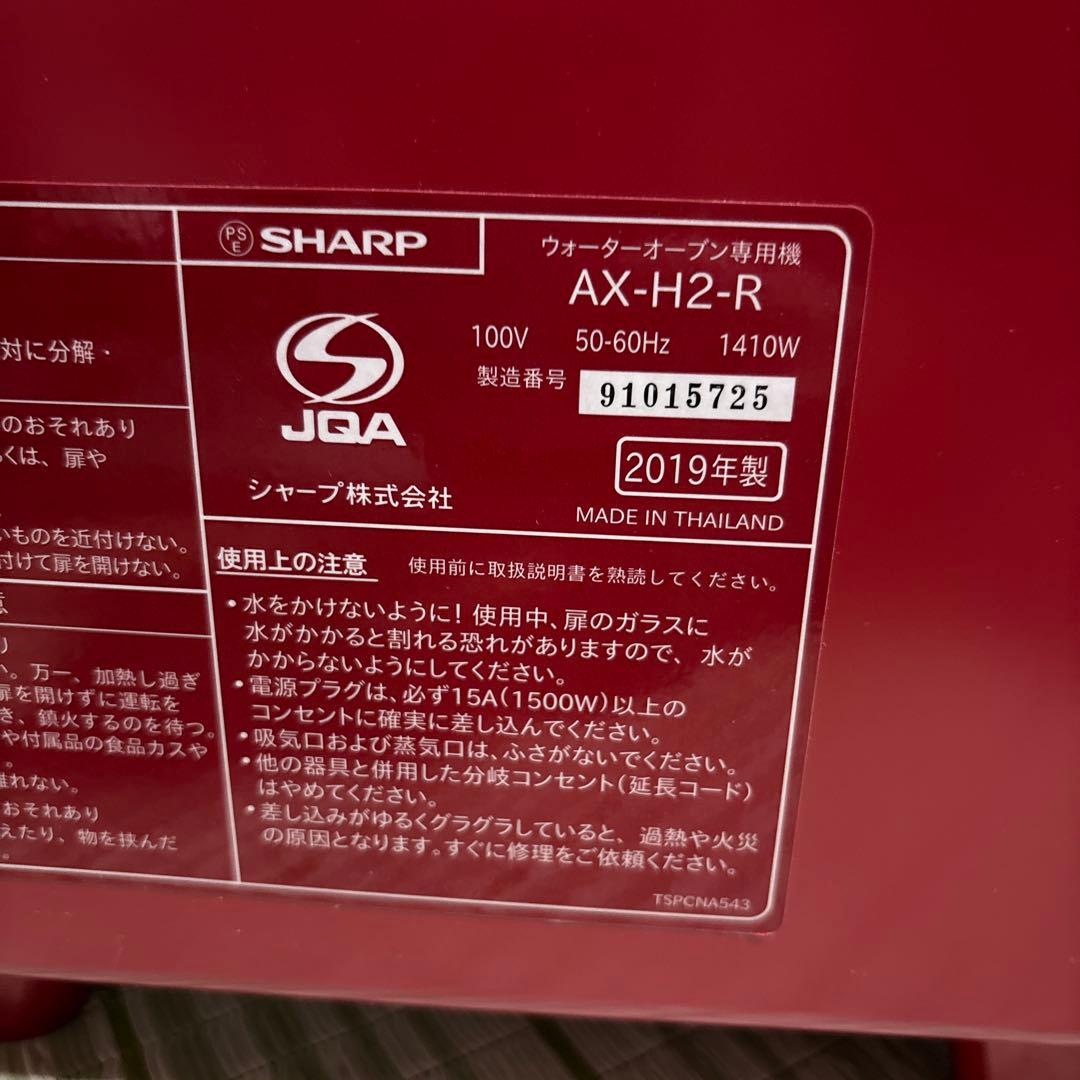 対に分解・
のおそれあり
くは、扉や
いものを近付けない。
付けて扉を開けない。
い。万一、加熱し過ぎ
扉を開けずに運転を
き、鎮火するのを待つ。
や付属品の食品カスや
。
離れない。
おそれあり
えたり、物を挟んだ
。
PS
E
SHARP
ウォーターオーブン専用機
AX-H2-R
100V 50-60Hz 1410W
製造番号 91015725
JQA
2019年製
シャープ株式会社
MADE IN THAILAND
使用上の注意 使用前に取扱説明書を熟読してください。
•水をかけないように! 使用中、扉のガラスに
水がかかると割れる恐れがありますので、水が
かからないようにしてください。
•電源プラグは、必ず15A(1500W)以上の
コンセントに確実に差し込んでください。
•吸気口および蒸気口は、ふさがないでください。
•他の器具と併用した分岐コンセント(延長コード)
はやめてください。
•差し込みがゆるくグラグラしていると、過熱や火災
の原因となります。すぐに修理をご依頼ください。
TSPCNA543